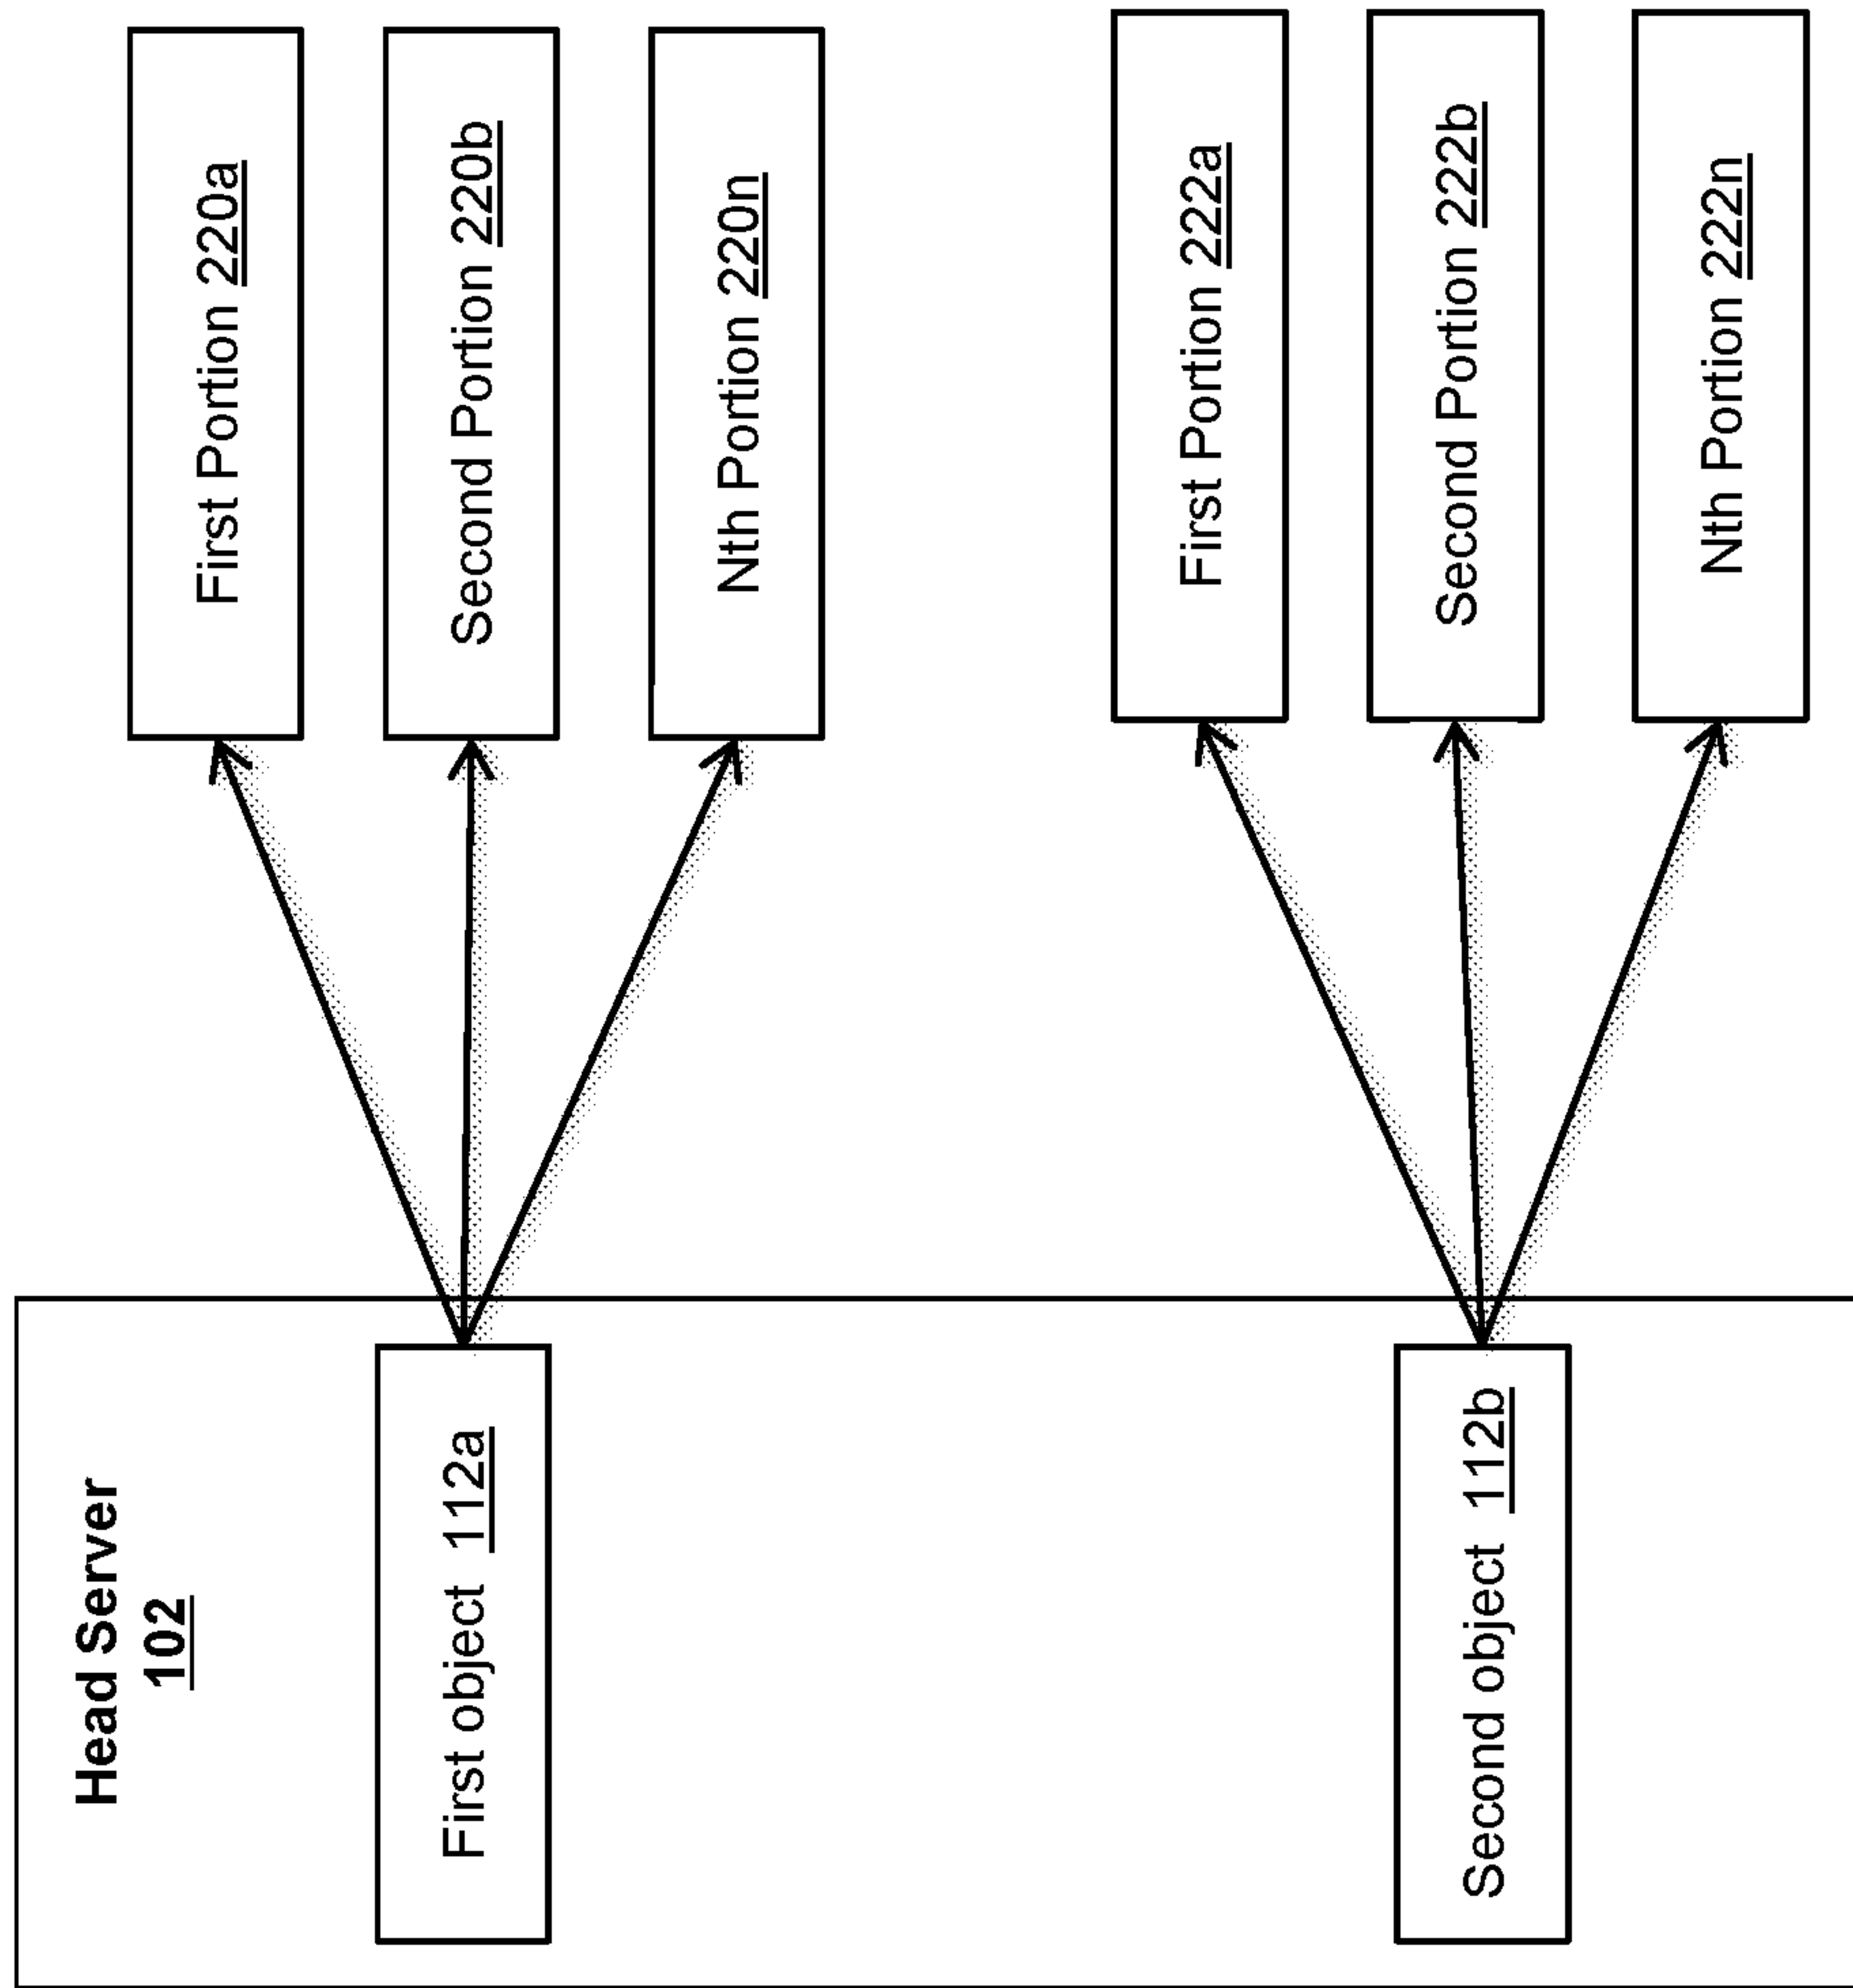 Head Server
102
First object 112a
First Portion 220a
Second Portion 220b
Nth Portion 220n
Second object 112b
First Portion 222a
Second Portion 222b
Nth Portion 222n